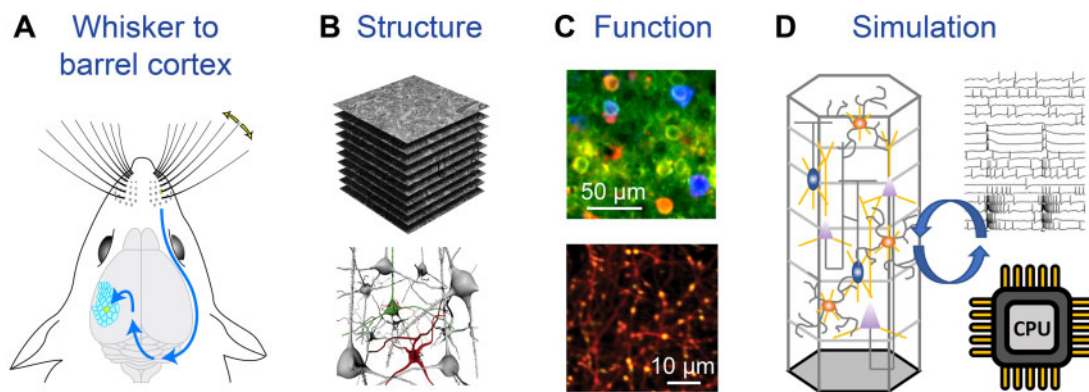 A Whisker to
barrel cortex
B Structure
C Function
D Simulation
50 µm
10 µm
CPU